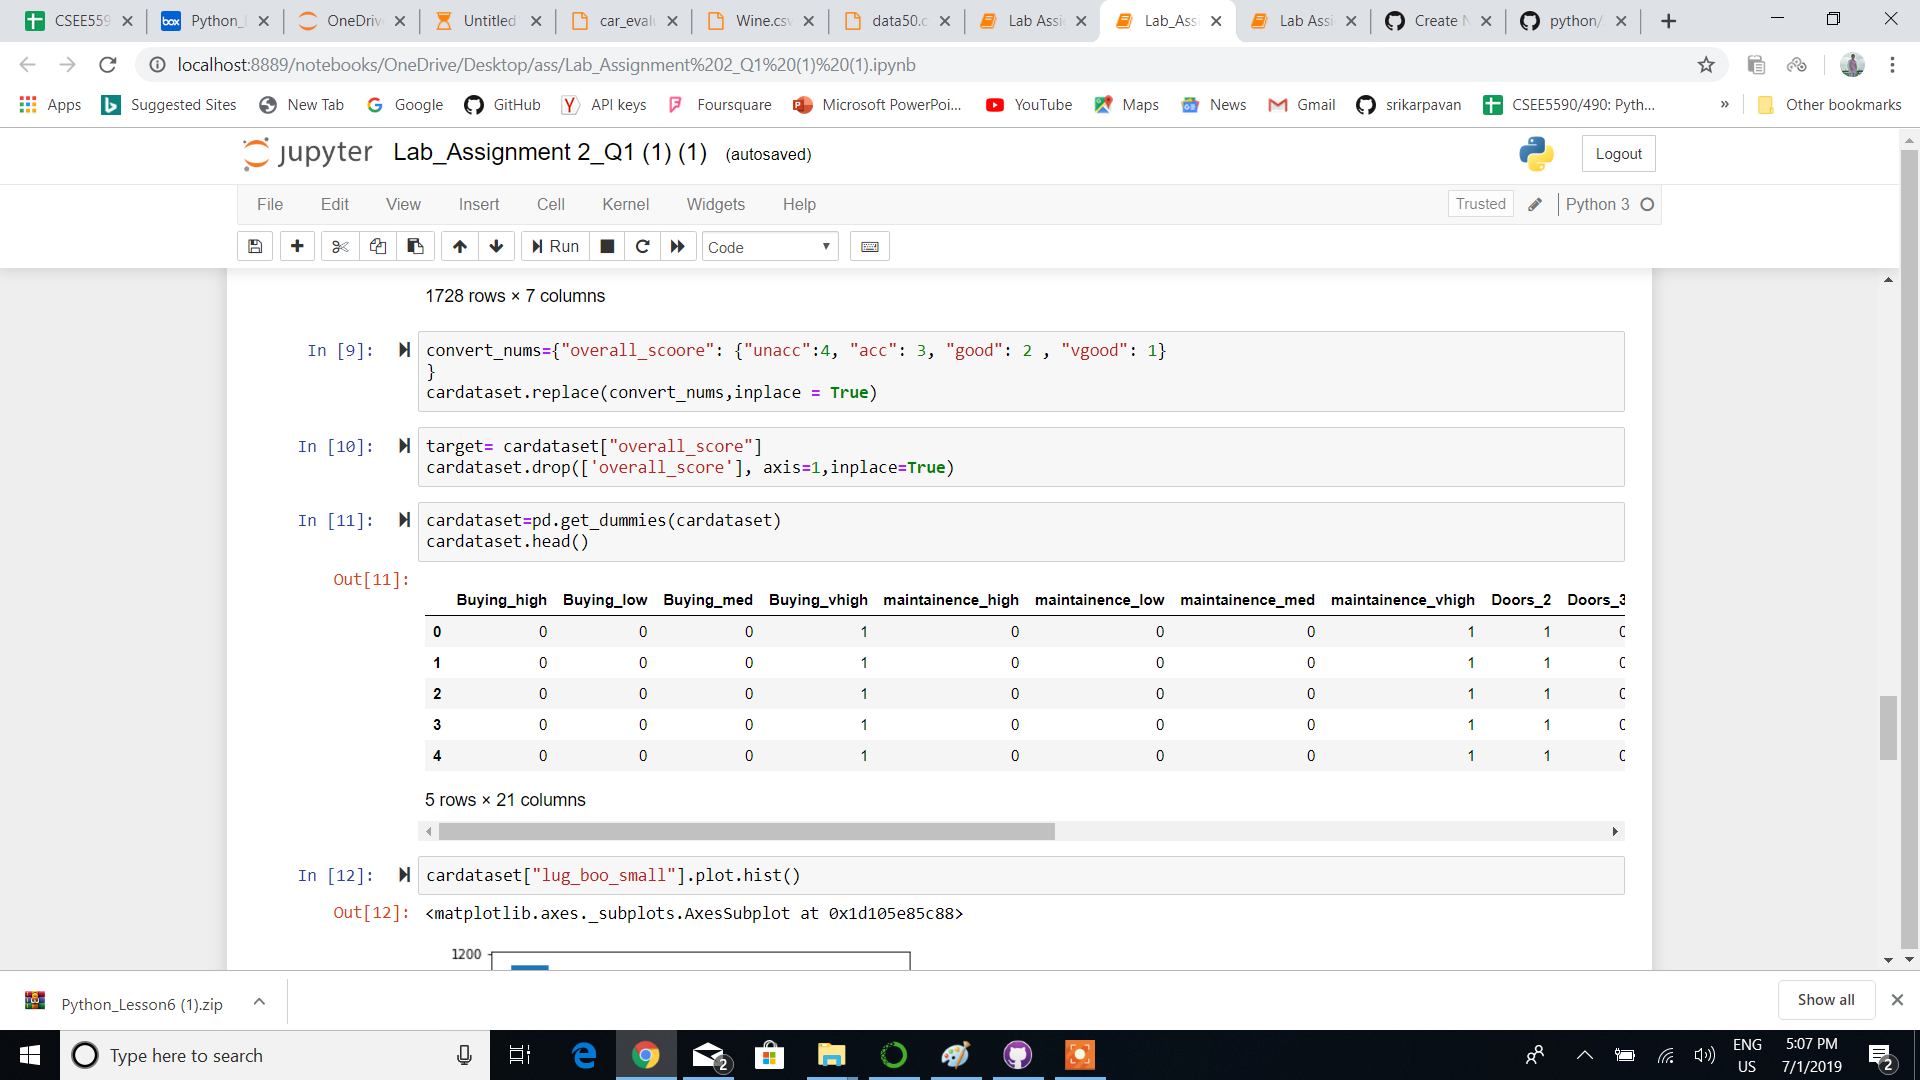 CSEE559
Python_
OneDriv
Untitled
car_evalu
Wine.csv
data50.c
Lab Assi
Lab_Assi
Lab Assi
Create N
python/
localhost:8889/notebooks/OneDrive/Desktop/ass/Lab_Assignment%202_Q1%20(1)%20(1).ipynb
Apps Suggested Sites New Tab Google GitHub API keys Foursquare Microsoft PowerPoi... YouTube Maps News Gmail srikarpavan CSEE5590/490: Pyth... » Other bookmarks
jupyter Lab_Assignment 2_Q1 (1) (1) (autosaved) Logout
File Edit View Insert Cell Kernel Widgets Help Trusted Python 3
Run Code
1728 rows × 7 columns
In [9]: convert_nums={"overall_scoore": {"unacc":4, "acc": 3, "good": 2 , "vgood": 1}
}
cardataset.replace(convert_nums,inplace = True)
In [10]: target= cardataset["overall_score"]
cardataset.drop(['overall_score'], axis=1,inplace=True)
In [11]: cardataset=pd.get_dummies(cardataset)
cardataset.head()
Out[11]:
Buying_high Buying_low Buying_med Buying_vhigh maintainence_high maintainence_low maintainence_med maintainence_vhigh Doors_2 Doors_3
0 0 0 0 1 0 0 0 1 1 0
1 0 0 0 1 0 0 0 1 1 0
2 0 0 0 1 0 0 0 1 1 0
3 0 0 0 1 0 0 0 1 1 0
4 0 0 0 1 0 0 0 1 1 0
5 rows × 21 columns
In [12]: cardataset["lug_boo_small"].plot.hist()
Out[12]: <matplotlib.axes._subplots.AxesSubplot at 0x1d105e85c88>
1200
Python_Lesson6 (1).zip Show all
Type here to search
2
ENG
US
5:07 PM
7/1/2019
2